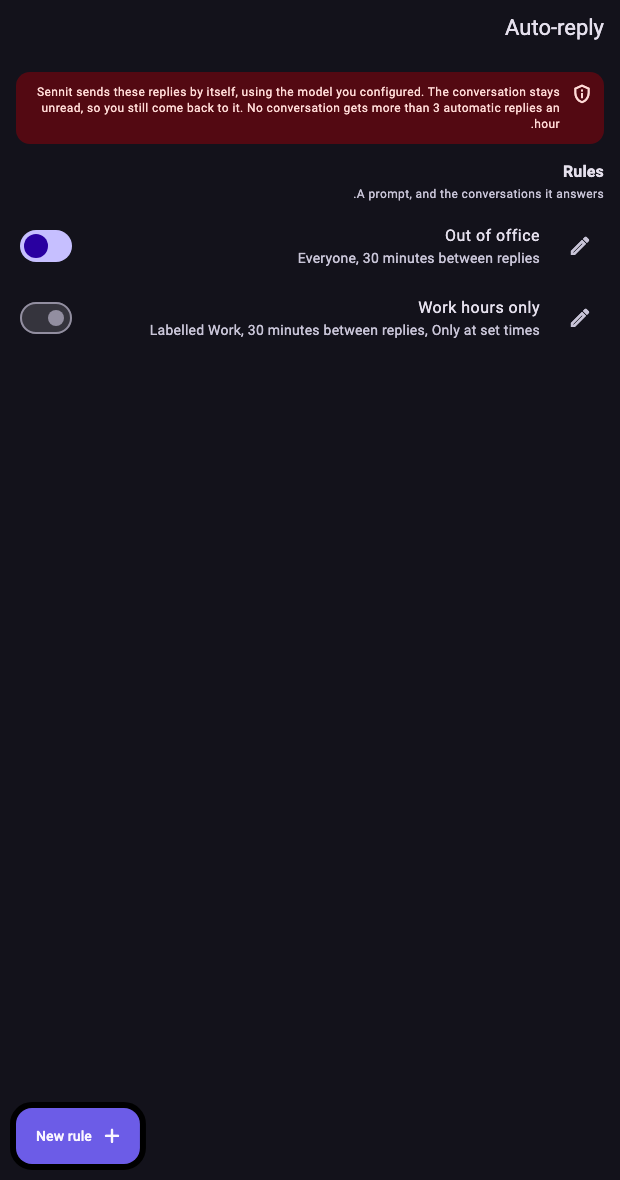 Auto-reply
Sennit sends these replies by itself, using the model you configured. The conversation stays
unread, so you still come back to it. No conversation gets more than 3 automatic replies an
.hour
Rules
.A prompt, and the conversations it answers
Out of office
Everyone, 30 minutes between replies
Work hours only
Labelled Work, 30 minutes between replies, Only at set times
New rule